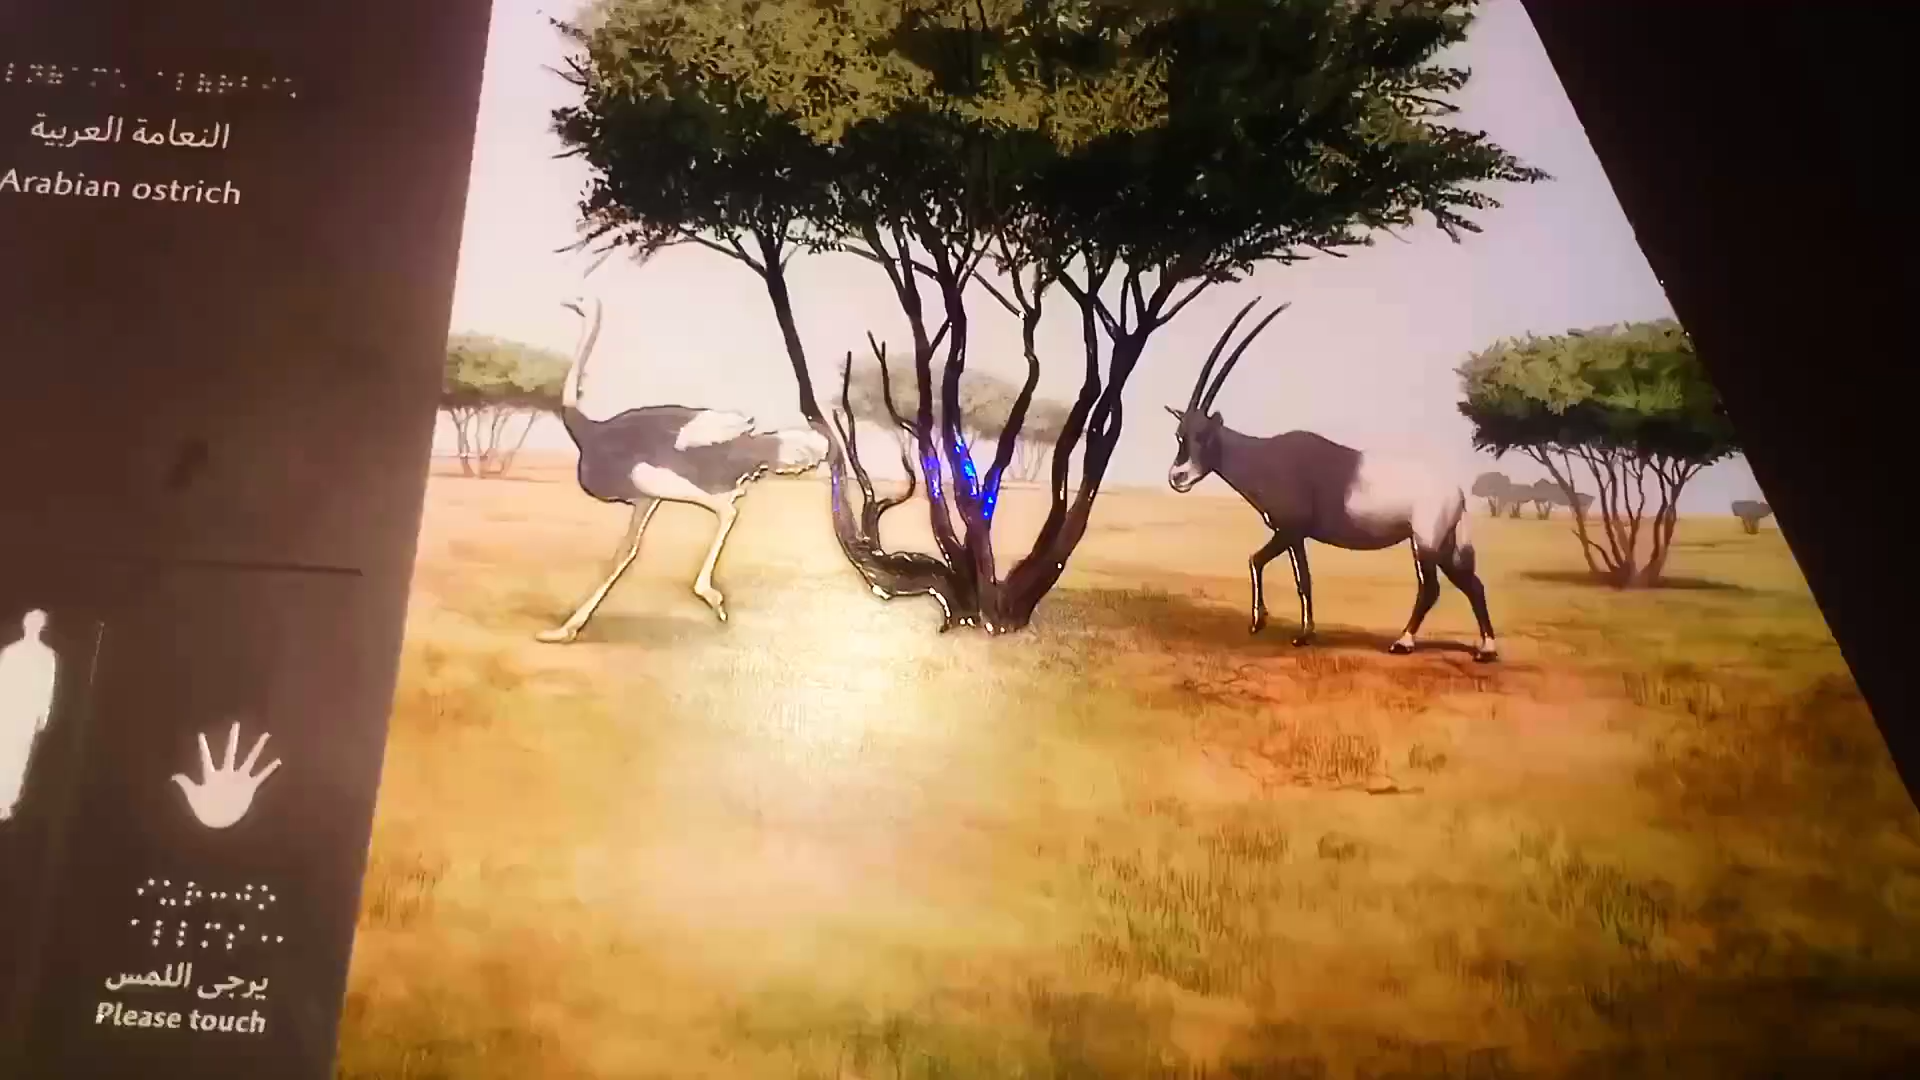 النعامة العربية
Arabian ostrich
يرجى اللمس
Please touch